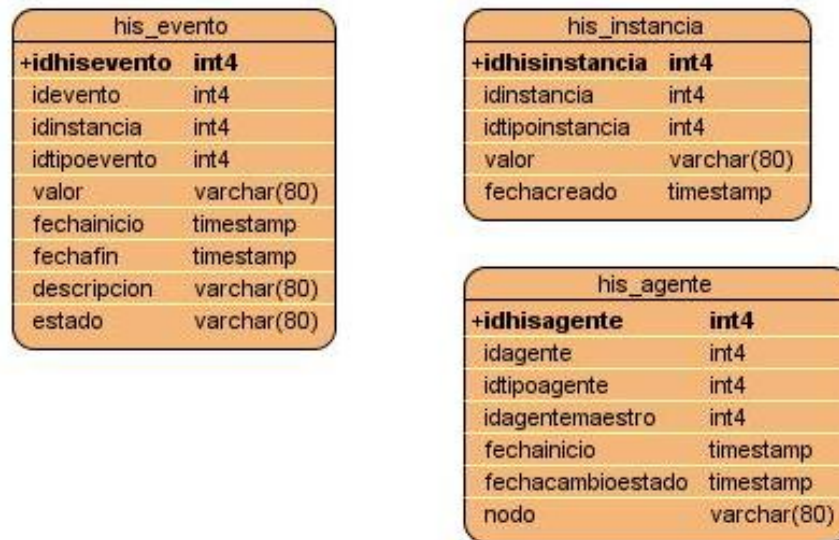 his_evento
+idhisevento int4
idevento int4
idinstancia int4
idtipoevento int4
valor varchar(80)
fechainicio timestamp
fechafin timestamp
descripcion varchar(80)
estado varchar(80)
his_instancia
+idhisinstancia int4
idinstancia int4
idtipoinstancia int4
valor varchar(80)
fechacreado timestamp
his_agente
+idhisagente int4
idagente int4
idtipoagente int4
idagentemaestro int4
fechainicio timestamp
fechacambioestado timestamp
nodo varchar(80)